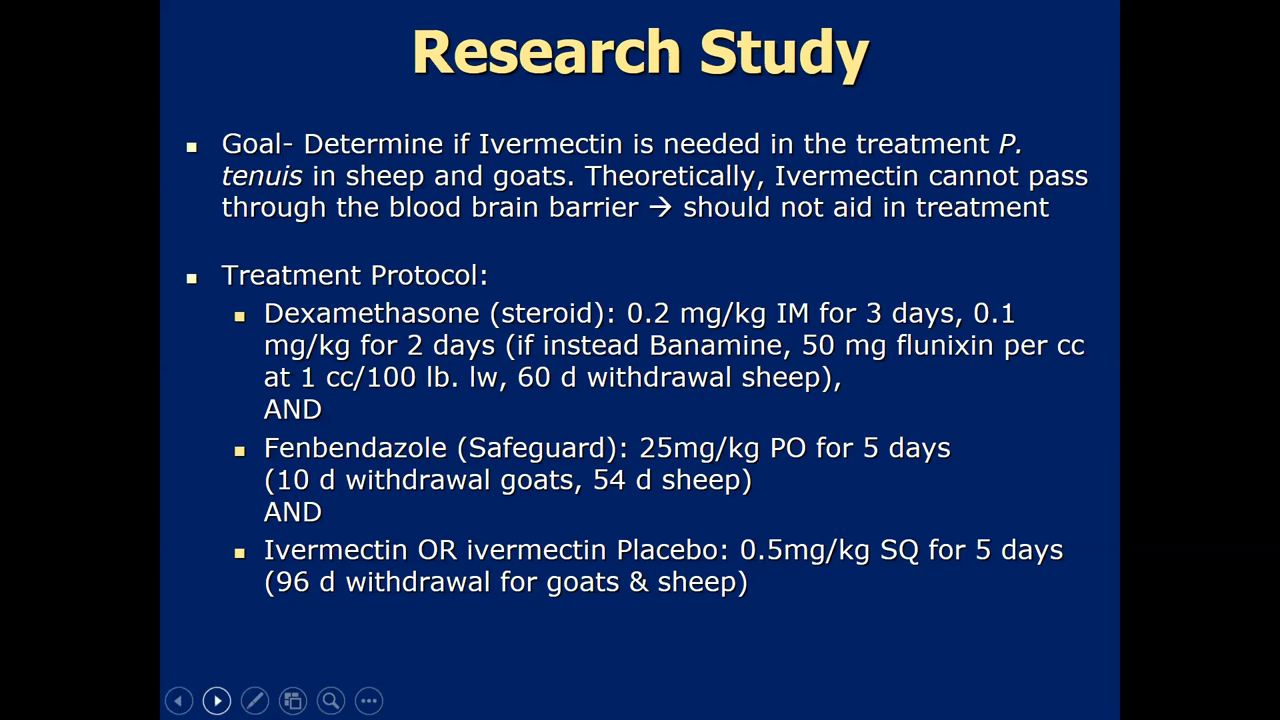 Research Study
Goal- Determine if Ivermectin is needed in the treatment P.
tenuis in sheep and goats. Theoretically, Ivermectin cannot pass
through the blood brain barrier → should not aid in treatment
Treatment Protocol:
Dexamethasone (steroid): 0.2 mg/kg IM for 3 days, 0.1
mg/kg for 2 days (if instead Banamine, 50 mg flunixin per cc
at 1 cc/100 lb. lw, 60 d withdrawal sheep),
AND
Fenbendazole (Safeguard): 25mg/kg PO for 5 days
(10 d withdrawal goats, 54 d sheep)
AND
Ivermectin OR ivermectin Placebo: 0.5mg/kg SQ for 5 days
(96 d withdrawal for goats & sheep)